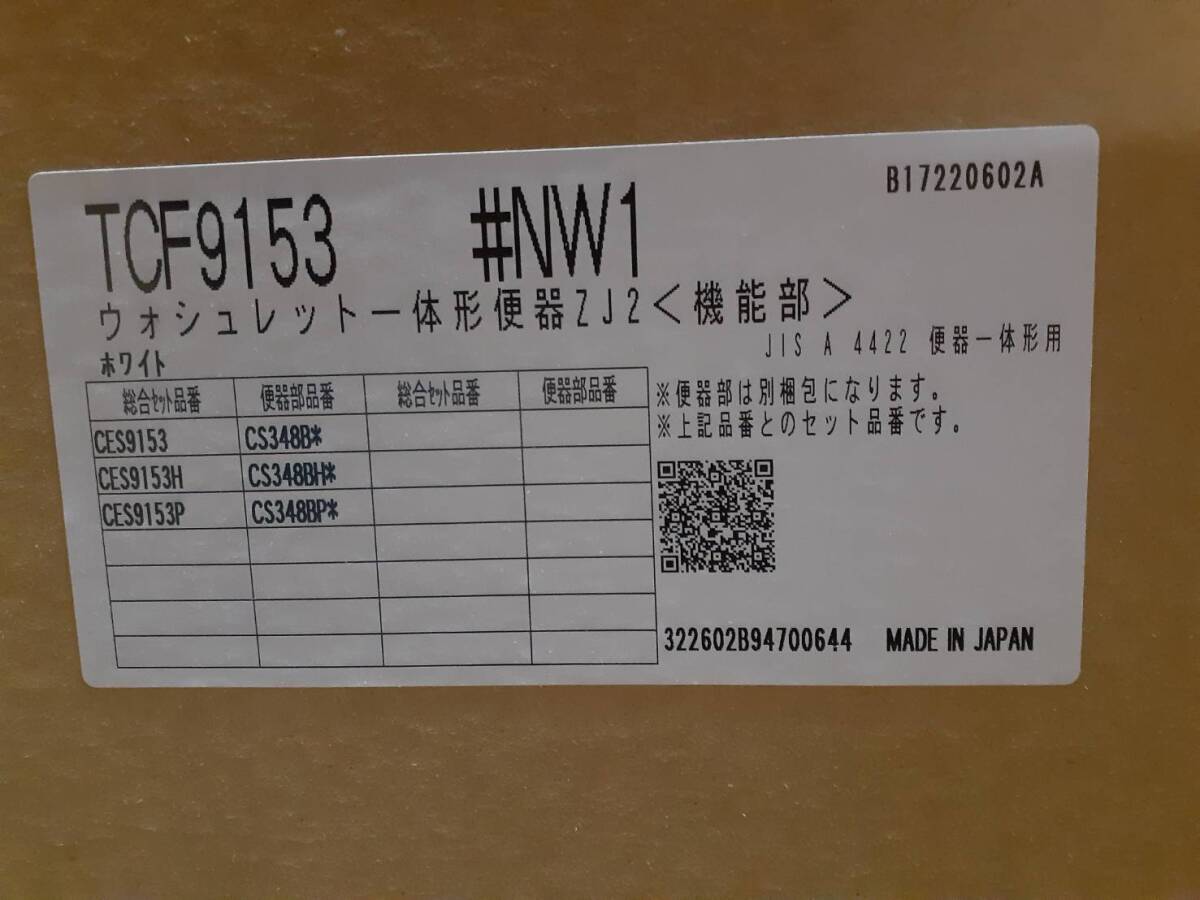 B17220602A
TCF9153 #NW1
ウォシュレット一体形便器ZJ2<機能部>
JIS A 4422 便器一体形用
ホワイト
総合セット品番 便器部品番 総合セット品番 便器部品番
CES9153 CS348B*
CES9153H CS348BH*
CES9153P CS348BP*
※便器部は別梱包になります。
※上記品番とのセット品番です。
322602B94700644 MADE IN JAPAN